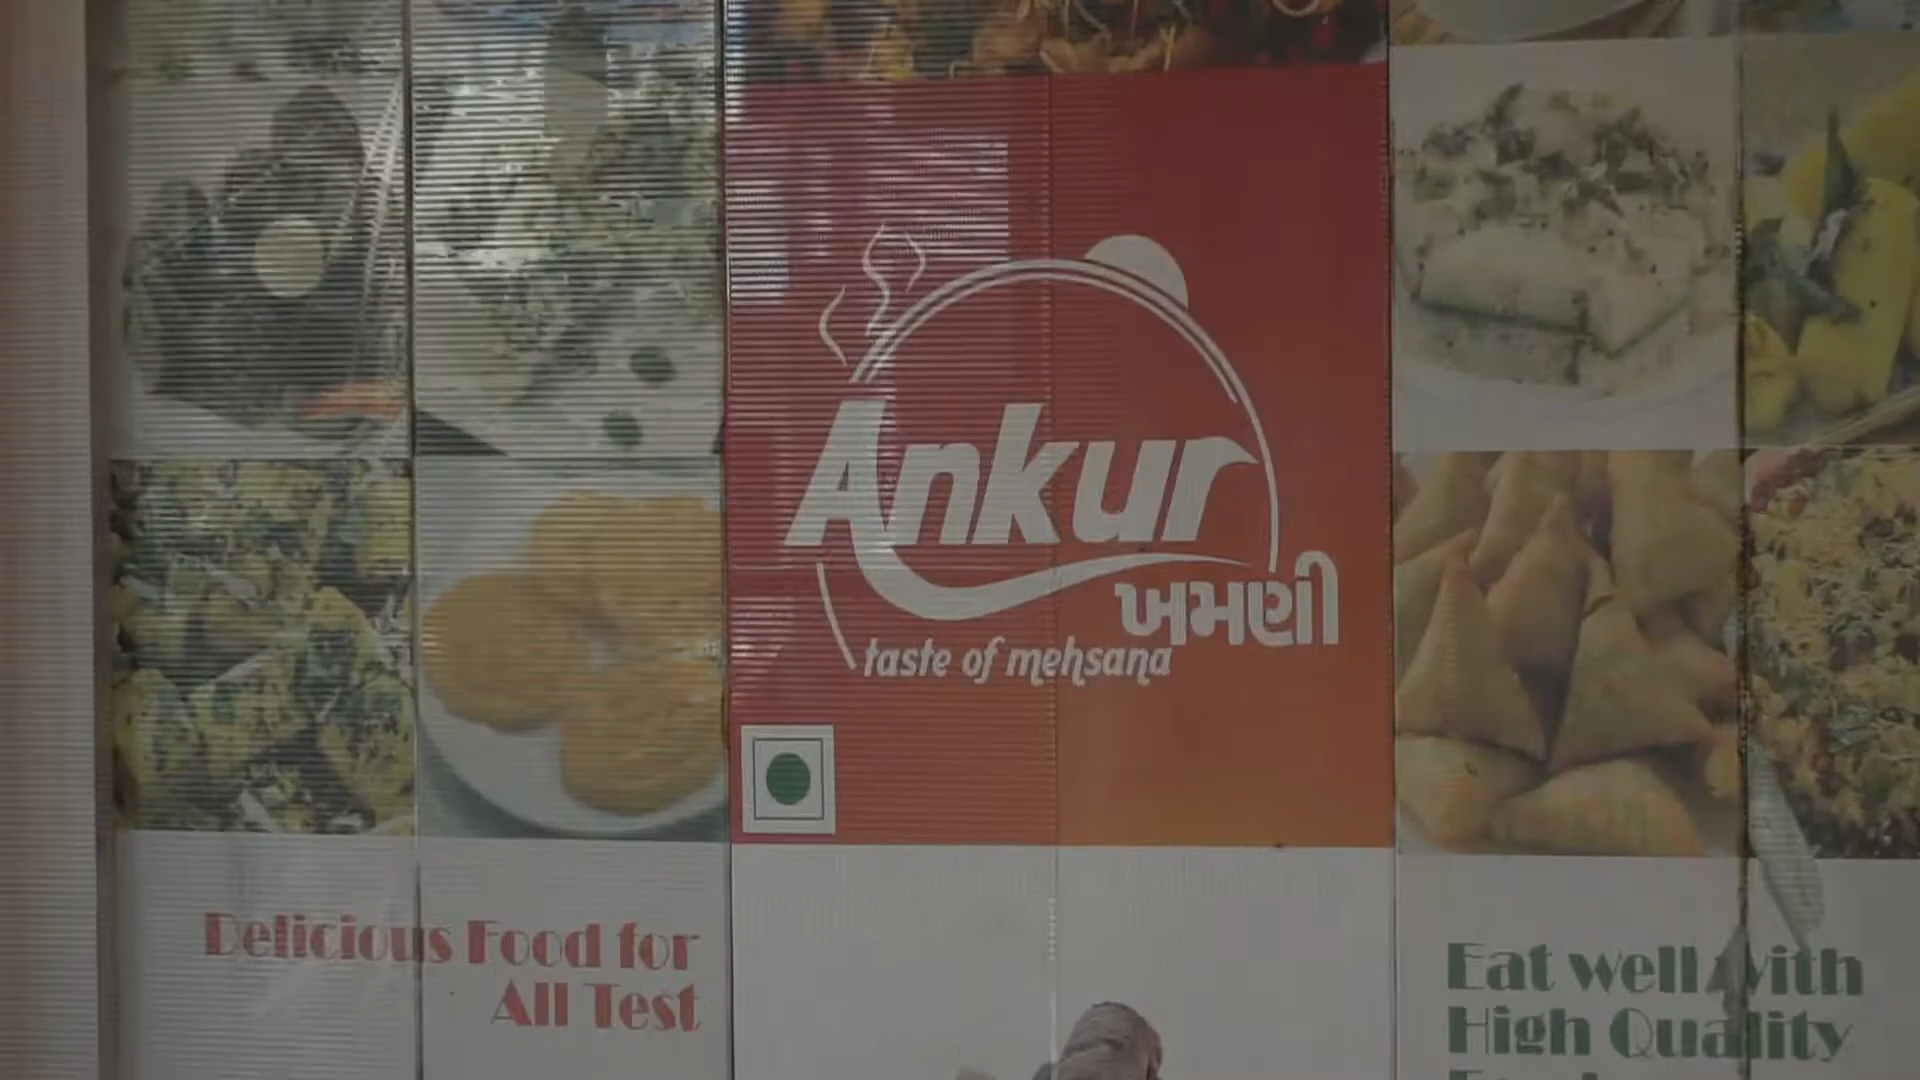 Ankur
ખમણી
taste of mehsana
Delicious Food for
All Test
Eat well with
High Quality